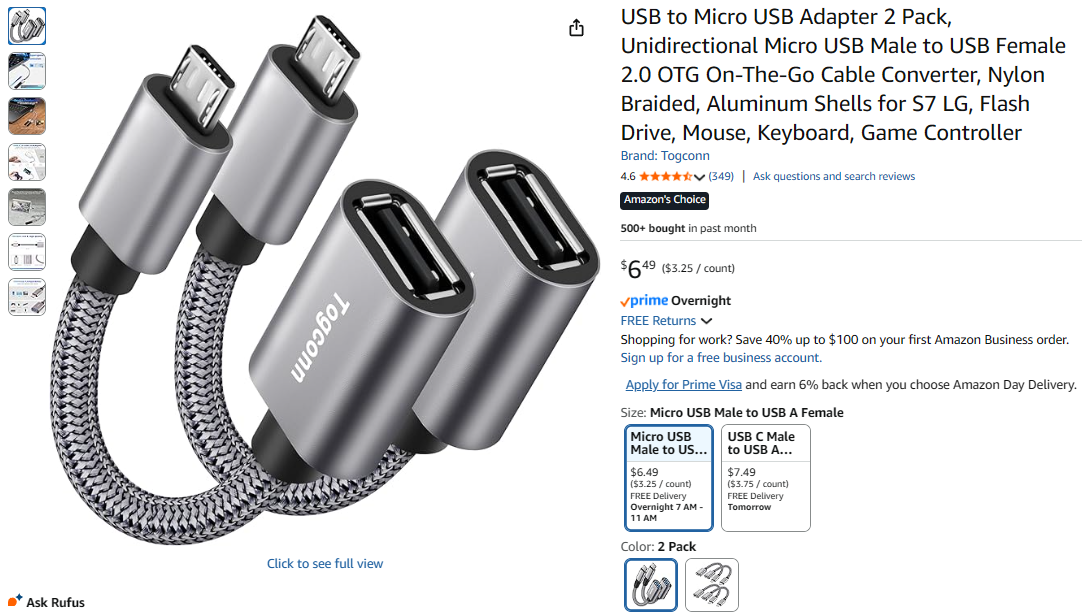 USB to Micro USB Adapter 2 Pack,
Unidirectional Micro USB Male to USB Female
2.0 OTG On-The-Go Cable Converter, Nylon
Braided, Aluminum Shells for S7 LG, Flash
Drive, Mouse, Keyboard, Game Controller
Brand: Togconn
4.6 (349) | Ask questions and search reviews
Amazon's Choice
500+ bought in past month
$6 49 ($3.25 / count)
prime Overnight
FREE Returns
Shopping for work? Save 40% up to $100 on your first Amazon Business order.
Sign up for a free business account.
Apply for Prime Visa and earn 6% back when you choose Amazon Day Delivery.
Size: Micro USB Male to USB A Female
Micro USB
Male to US...
$6.49
($3.25 / count)
FREE Delivery
Overnight 7 AM -
11 AM
USB C Male
to USB A...
$7.49
($3.75 / count)
FREE Delivery
Tomorrow
Color: 2 Pack
Togconn
Click to see full view
Ask Rufus